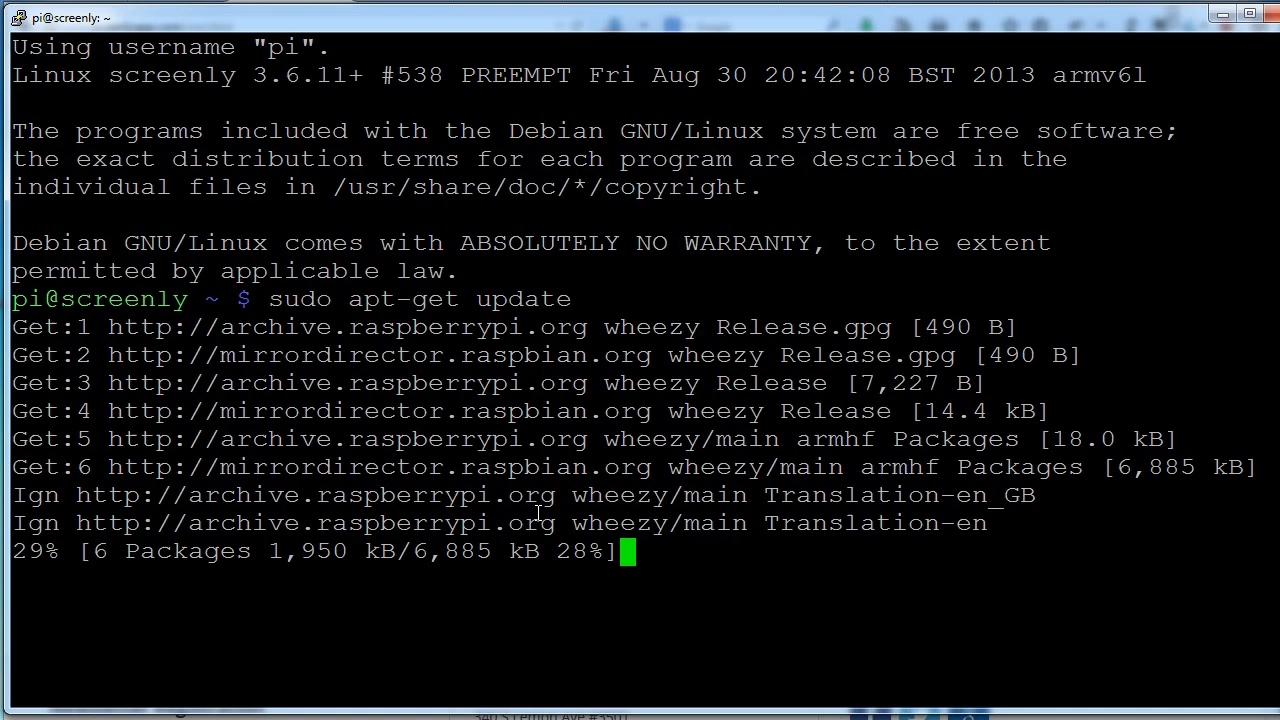 pi@screenly: ~
Using username "pi".
Linux screenly 3.6.11+ #538 PREEMPT Fri Aug 30 20:42:08 BST 2013 armv6l
The programs included with the Debian GNU/Linux system are free software;
the exact distribution terms for each program are described in the
individual files in /usr/share/doc/*/copyright.
Debian GNU/Linux comes with ABSOLUTELY NO WARRANTY, to the extent
permitted by applicable law.
pi@screenly ~ $ sudo apt-get update
Get:1 http://archive.raspberrypi.org wheezy Release.gpg [490 B]
Get:2 http://mirrordirector.raspbian.org wheezy Release.gpg [490 B]
Get:3 http://archive.raspberrypi.org wheezy Release [7,227 B]
Get:4 http://mirrordirector.raspbian.org wheezy Release [14.4 kB]
Get:5 http://archive.raspberrypi.org wheezy/main armhf Packages [18.0 kB]
Get:6 http://mirrordirector.raspbian.org wheezy/main armhf Packages [6,885 kB]
Ign http://archive.raspberrypi.org wheezy/main Translation-en_GB
Ign http://archive.raspberrypi.org wheezy/main Translation-en
29% [6 Packages 1,950 kB/6,885 kB 28%]